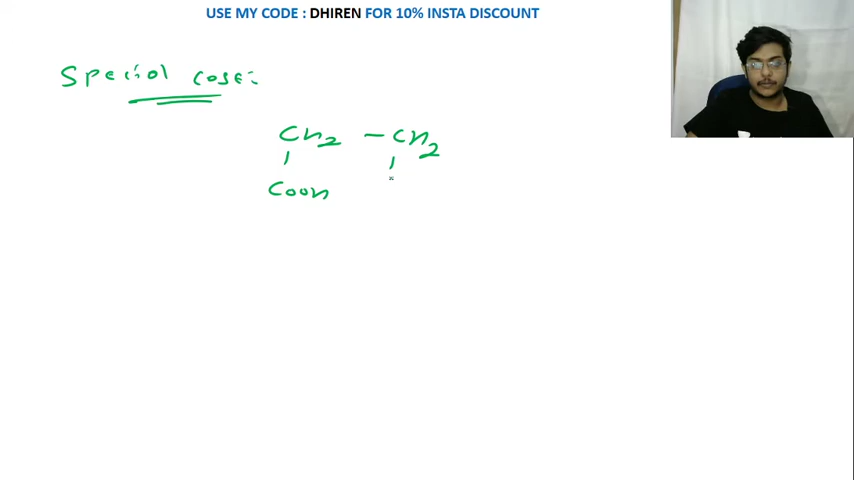 USE MY CODE : DHIREN FOR 10% INSTA DISCOUNT
Special case:
CH2 - CH2
COOH